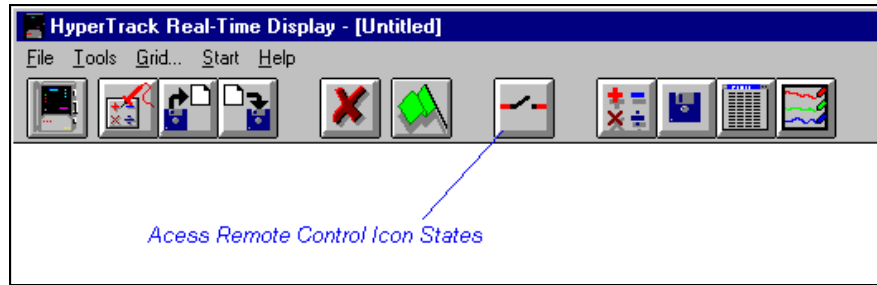 HyperTrack Real-Time Display - [Untitled]
File Tools Grid... Start Help
Acess Remote Control Icon States